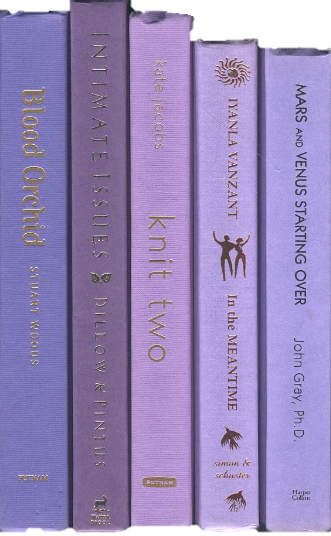 Blood Orchid
STUART WOODS
PUTNAM
INTIMATE ISSUES
DILLOW & PINTUS
kate jacobs
knit two
PUTNAM
IYANLA VANZANT
In the MEANTIME
simon &
schuster
MARS AND VENUS STARTING OVER
John Gray, Ph.D.
Harper
Collins